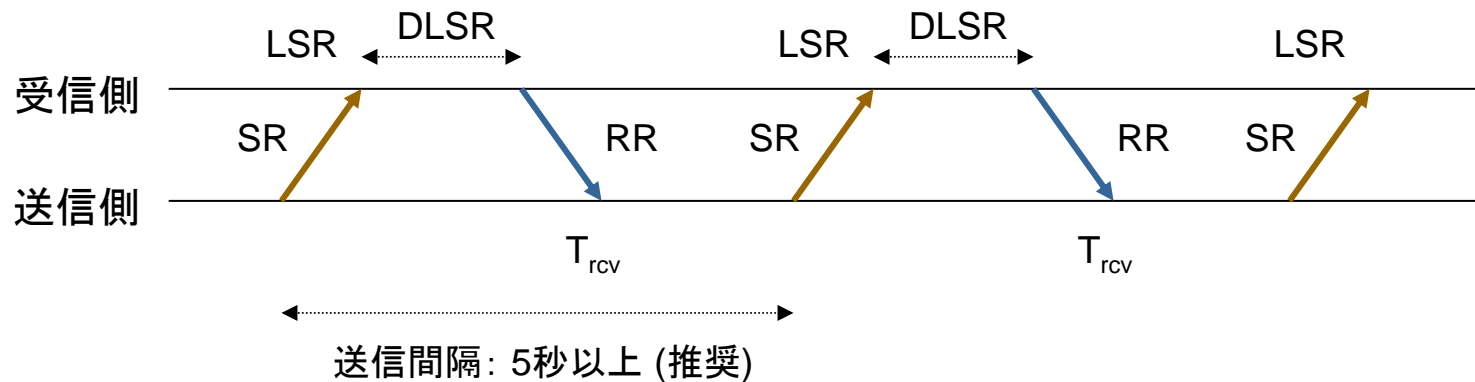 LSR DLSR LSR DLSR LSR
受信側
SR RR SR RR SR
送信側
Trcv Trcv
送信間隔: 5秒以上 (推奨)